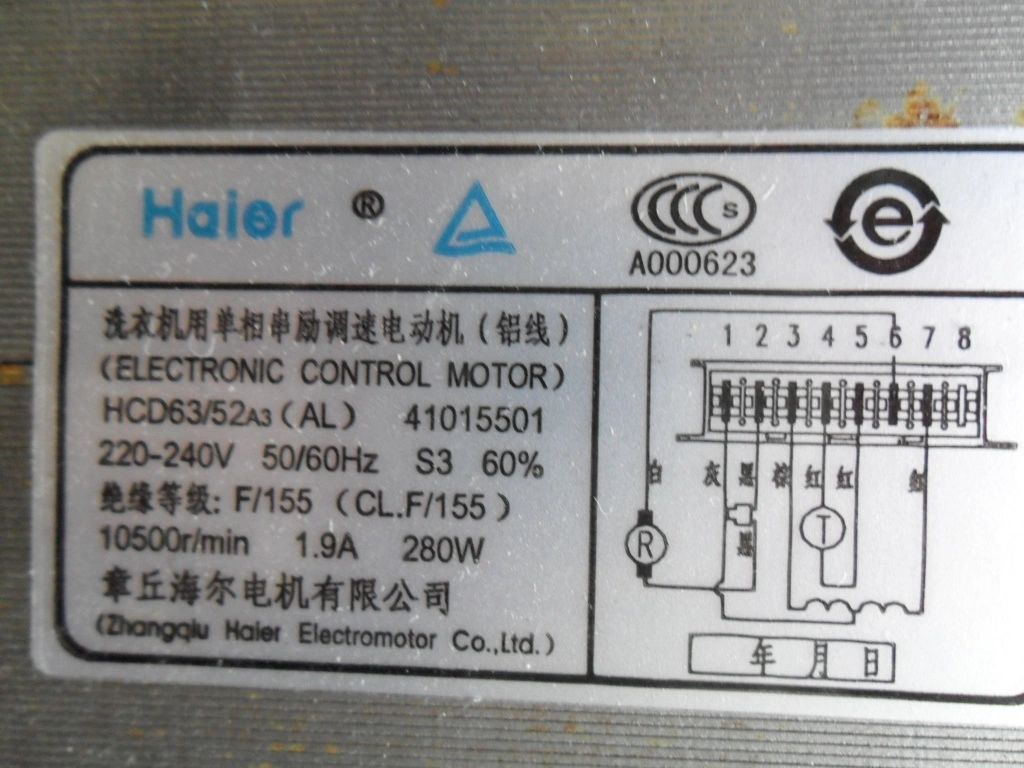 Haier ®
S
A000623
e
洗衣机用单相串励调速电动机（铝线）
(ELECTRONIC CONTROL MOTOR)
HCD63/52A3 (AL) 41015501
220-240V 50/60Hz S3 60%
绝缘等级: F/155 (CL.F/155)
10500r/min 1.9A 280W
章丘海尔电机有限公司
(Zhangqiu Haier Electromotor Co.,Ltd.)
1 2 3 4 5 6 7 8
白 灰 黑 棕 红 红 红
黑
R T
年 月 日